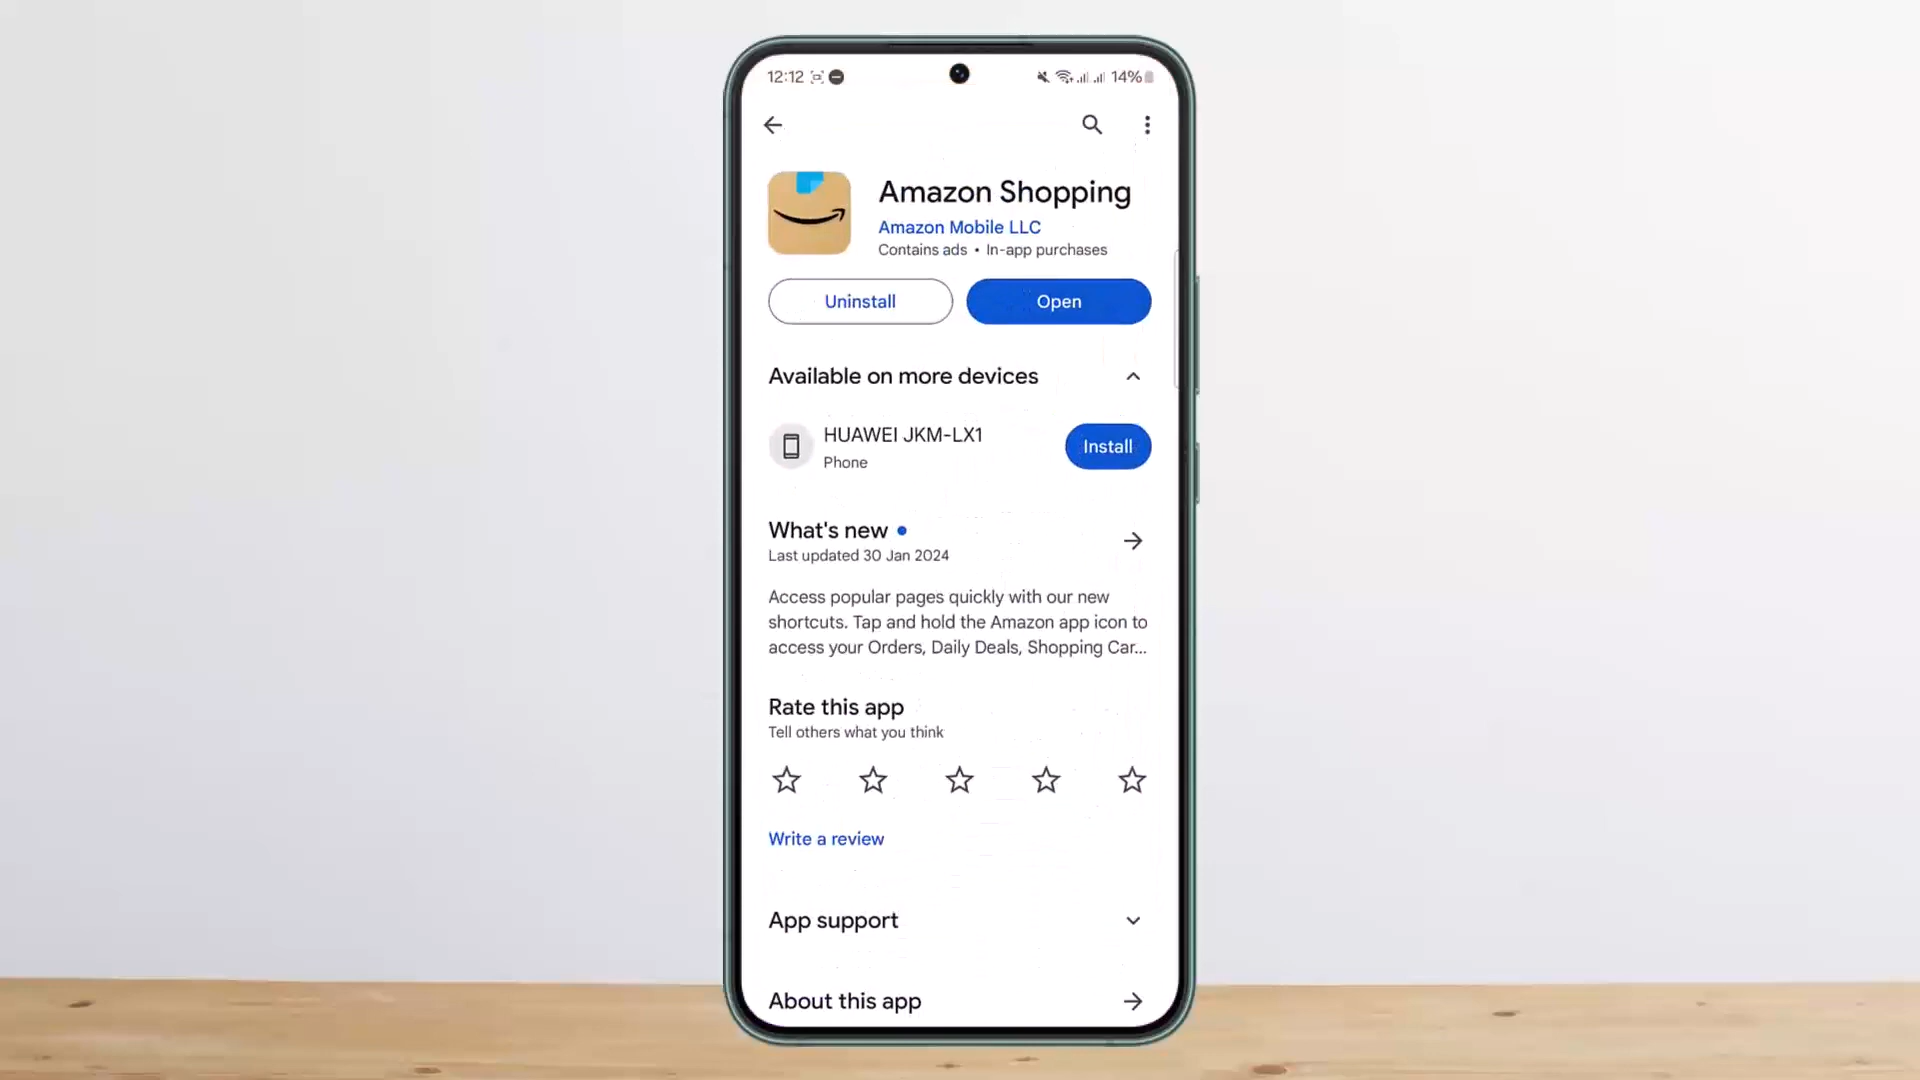 12:12 14%
Amazon Shopping
Amazon Mobile LLC
Contains ads • In-app purchases
Uninstall Open
Available on more devices
HUAWEI JKM-LX1
Phone
Install
What's new
Last updated 30 Jan 2024
Access popular pages quickly with our new
shortcuts. Tap and hold the Amazon app icon to
access your Orders, Daily Deals, Shopping Car...
Rate this app
Tell others what you think
Write a review
App support
About this app